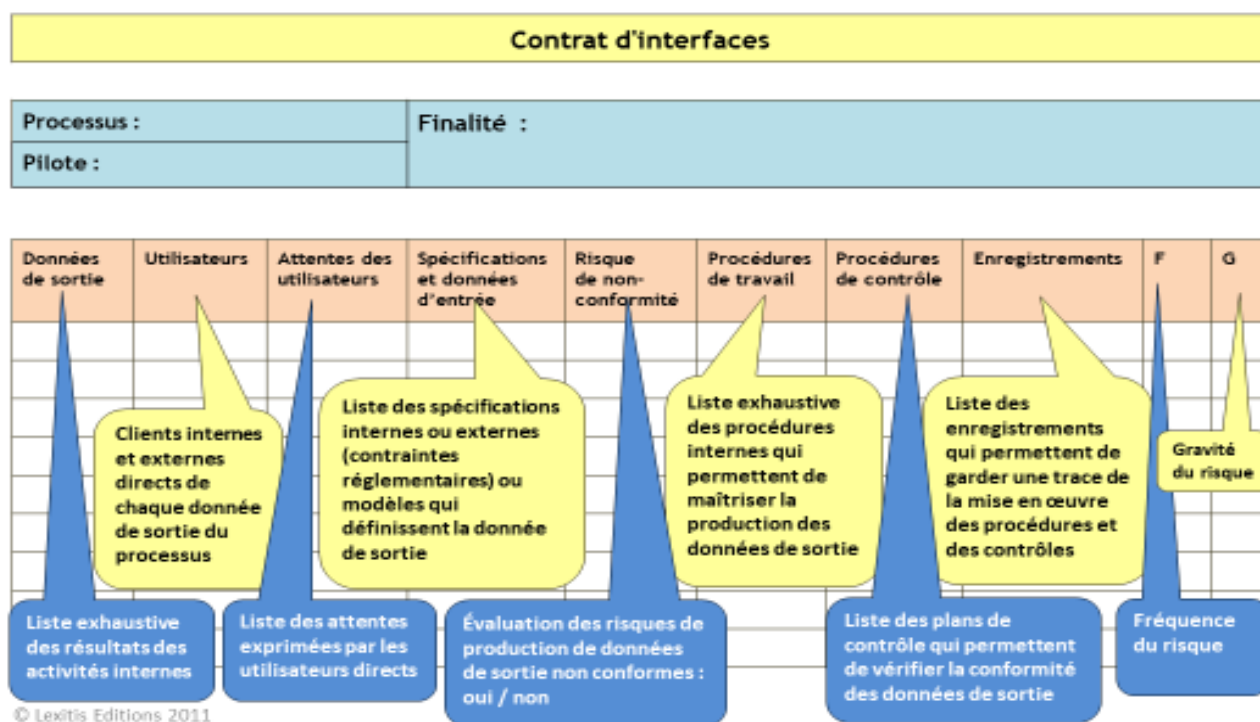 Contrat d'interfaces
Processus :
Pilote :
Finalité :
Données
de sortie
Utilisateurs
Attentes des
utilisateurs
Spécifications
et données
d'entrée
Risque
de non-
conformité
Procédures
de travail
Procédures
de contrôle
Enregistrements
F
G
Clients internes
et externes
directs de
chaque donnée
de sortie du
processus
Liste des spécifications
internes ou externes
(contraintes
réglementaires) ou
modèles qui
définissent la donnée
de sortie
Liste exhaustive
des procédures
internes qui
permettent de
maîtriser la
production des
données de sortie
Liste des
enregistrements
qui permettent de
garder une trace de
la mise en œuvre
des procédures et
des contrôles
Gravité
du risque
Liste exhaustive
des résultats des
activités internes
Liste des attentes
exprimées par les
utilisateurs directs
Évaluation des risques de
production de données
de sortie non conformes :
oui / non
Liste des plans de
contrôle qui permettent
de vérifier la conformité
des données de sortie
Fréquence
du risque
© Lexitis Editions 2011